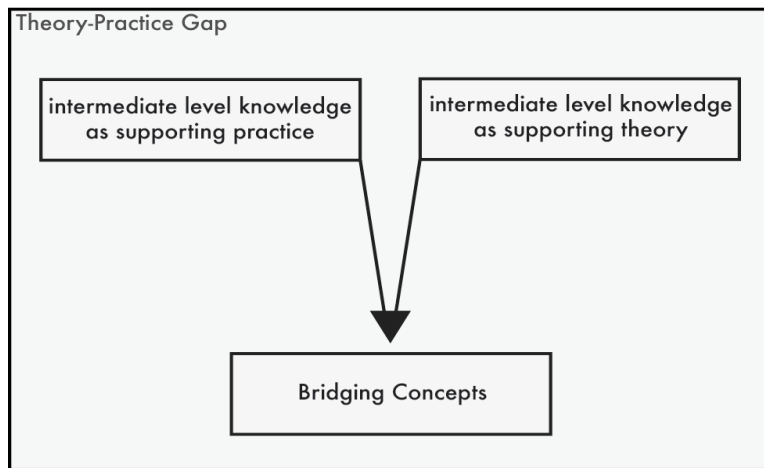 Theory-Practice Gap
intermediate level knowledge
as supporting practice
intermediate level knowledge
as supporting theory
Bridging Concepts